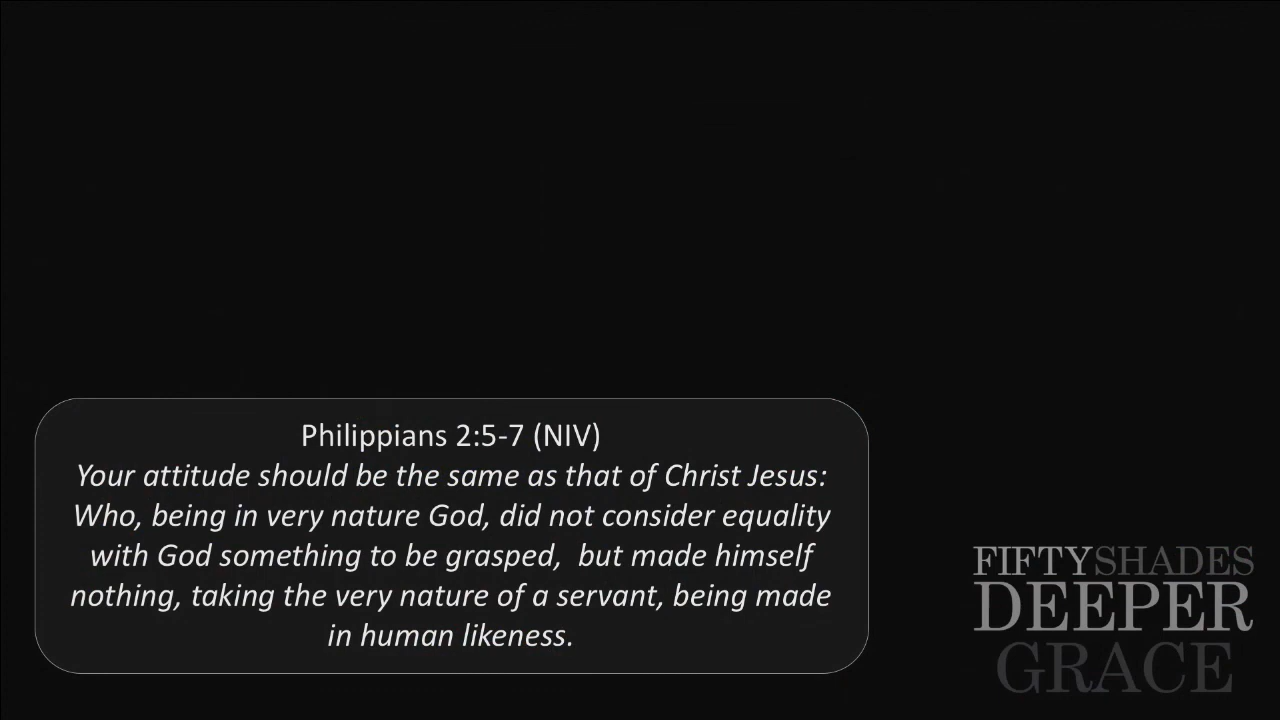 Philippians 2:5-7 (NIV)
Your attitude should be the same as that of Christ Jesus:
Who, being in very nature God, did not consider equality
with God something to be grasped,  but made himself
nothing, taking the very nature of a servant, being made
in human likeness.
FIFTYSHADES
DEEPER
GRACE